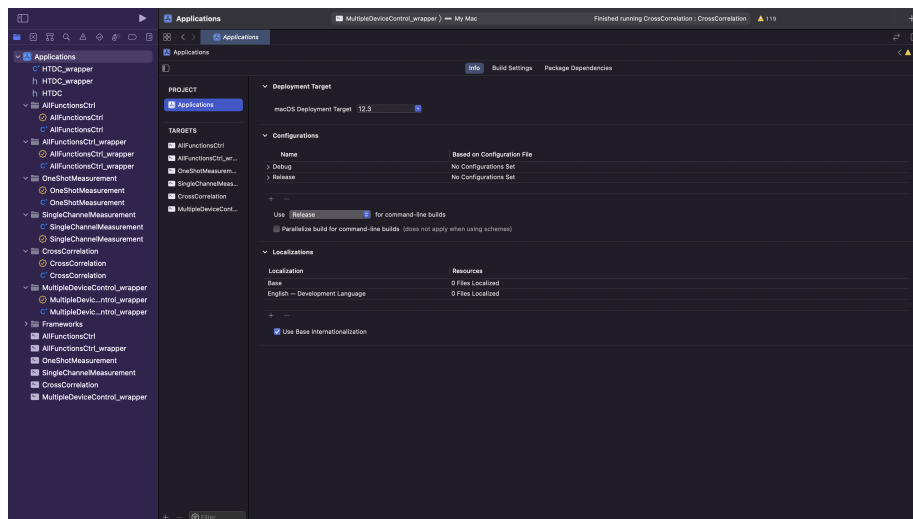 Applications
MultipleDeviceControl_wrapper ⟩ My Mac
Finished running CrossCorrelation : CrossCorrelation
119
Applications
Applications
Applications
HTDC_wrapper
h HTDC_wrapper
h HTDC
AllFunctionsCtrl
AllFunctionsCtrl
AllFunctionsCtrl
AllFunctionsCtrl_wrapper
AllFunctionsCtrl_wrapper
AllFunctionsCtrl_wrapper
OneShotMeasurement
OneShotMeasurement
OneShotMeasurement
SingleChannelMeasurement
SingleChannelMeasurement
SingleChannelMeasurement
CrossCorrelation
CrossCorrelation
CrossCorrelation
MultipleDeviceControl_wrapper
MultipleDevic...ntrol_wrapper
MultipleDevic...ntrol_wrapper
Frameworks
AllFunctionsCtrl
AllFunctionsCtrl_wrapper
OneShotMeasurement
SingleChannelMeasurement
CrossCorrelation
MultipleDeviceControl_wrapper
PROJECT
Applications
TARGETS
AllFunctionsCtrl
AllFunctionsCtrl_wr...
OneShotMeasurem...
SingleChannelMeas...
CrossCorrelation
MultipleDeviceCont...
Filter
Info Build Settings Package Dependencies
Deployment Target
macOS Deployment Target 12.3
Configurations
Name Based on Configuration File
Debug No Configurations Set
Release No Configurations Set
Use Release for command-line builds
Parallelize build for command-line builds (does not apply when using schemes)
Localizations
Localization Resources
Base 0 Files Localized
English — Development Language 0 Files Localized
Use Base Internationalization